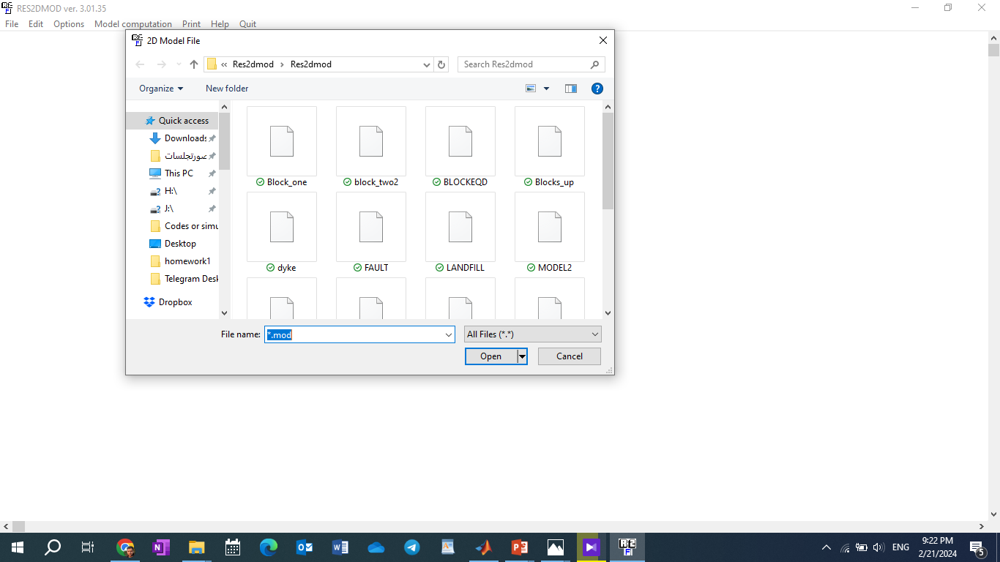 RES2DMOD ver. 3.01.35
File Edit Options Model computation Print Help Quit
2D Model File
« Res2dmod › Res2dmod
Search Res2dmod
Organize New folder
Quick access
Downloads
صورتجلسات
This PC
H:\
J:\
Codes or simu
Desktop
homework1
Telegram Desk
Dropbox
Block_one block_two2 BLOCKEQD Blocks_up
dyke FAULT LANDFILL MODEL2
File name: *.mod All Files (*.*)
Open Cancel
ENG 9:22 PM
2/21/2024
5